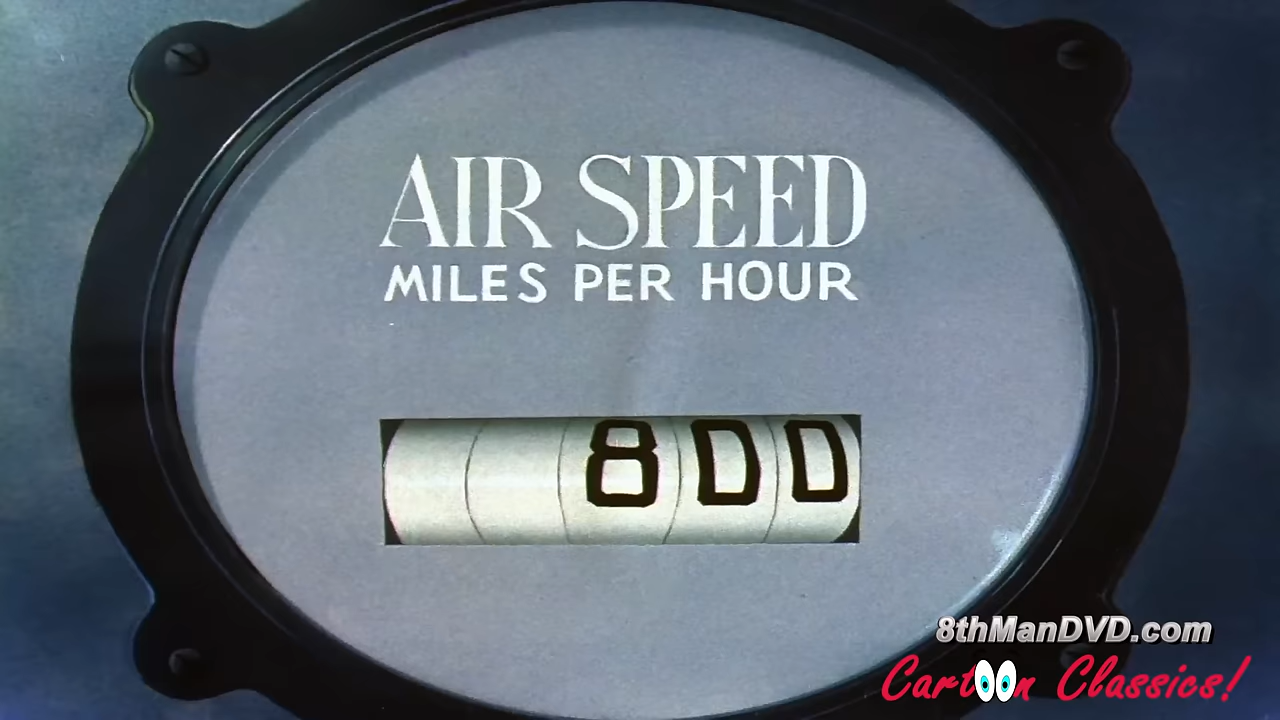 AIR SPEED
MILES PER HOUR
800
8thManDVD.com
Cartoon Classics!